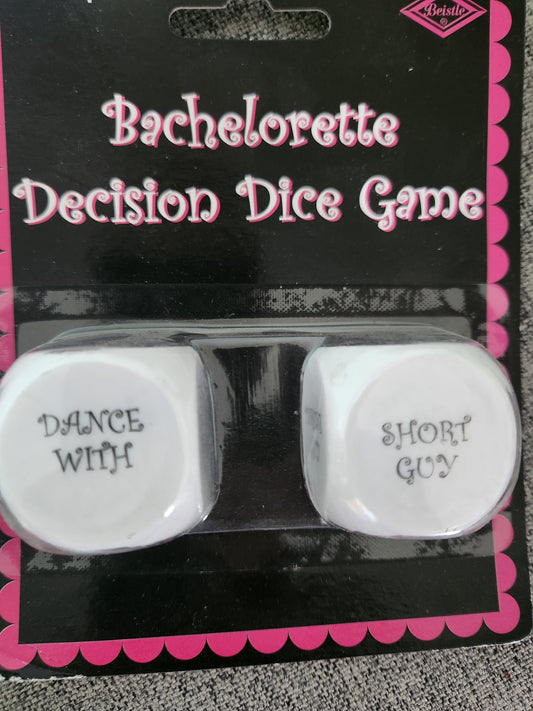 Beistle
®
Bachelorette
Decision Dice Game
DANCE
WITH
SHORT
GUY